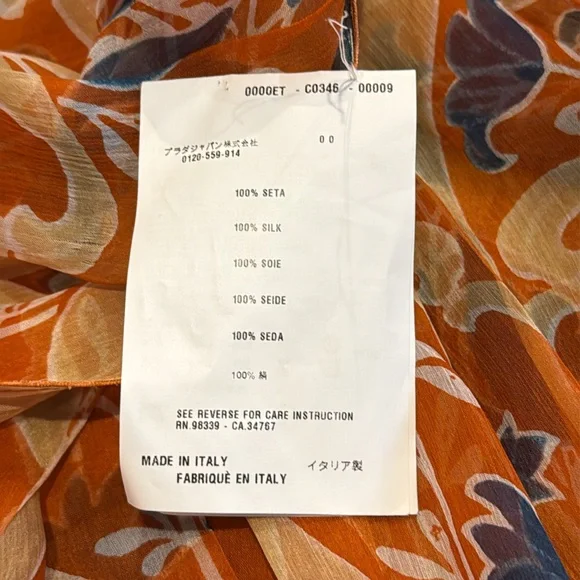 0000ET - C0346 - 00009
プラダジャパン株式会社 00
0120-559-914
100% SETA
100% SILK
100% SOIE
100% SEIDE
100% SEDA
100% 絹
SEE REVERSE FOR CARE INSTRUCTION
RN.98339 - CA.34767
MADE IN ITALY イタリア製
FABRIQUÈ EN ITALY